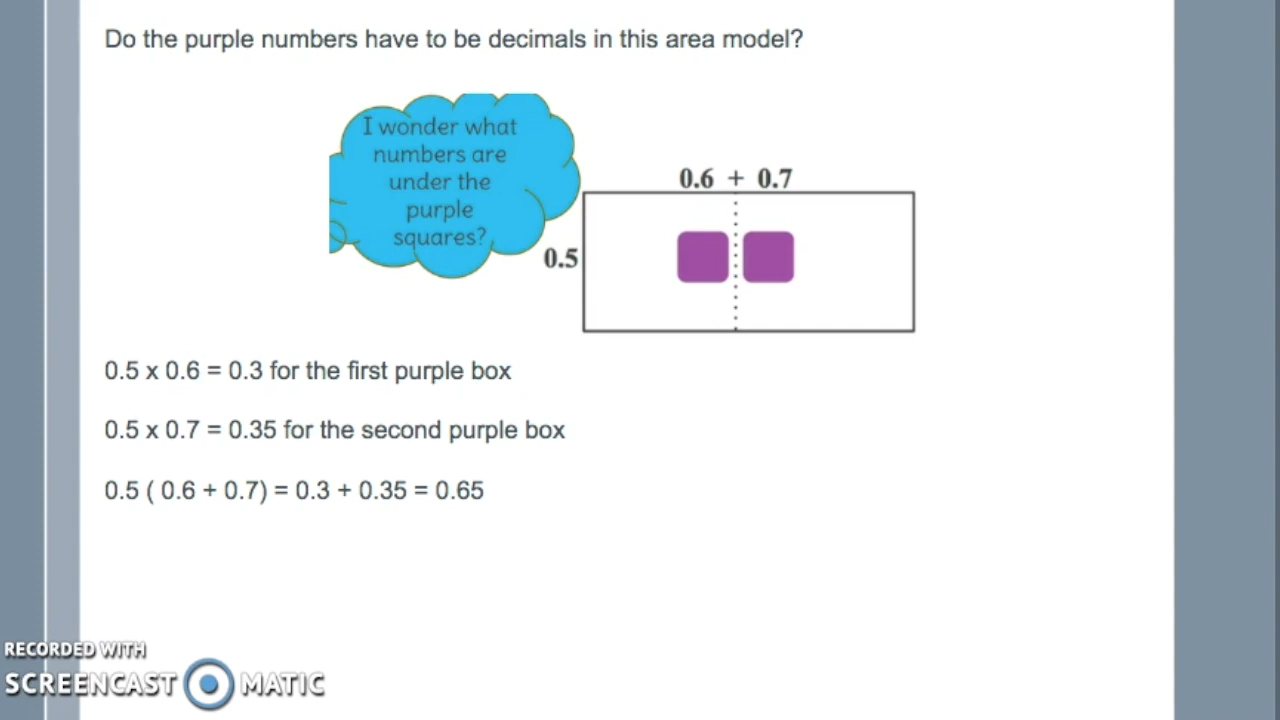 Do the purple numbers have to be decimals in this area model?
I wonder what
numbers are
under the
purple
squares?
0.6 + 0.7
0.5
0.5 x 0.6 = 0.3 for the first purple box
0.5 x 0.7 = 0.35 for the second purple box
0.5 ( 0.6 + 0.7) = 0.3 + 0.35 = 0.65
RECORDED WITH
SCREENCAST MATIC